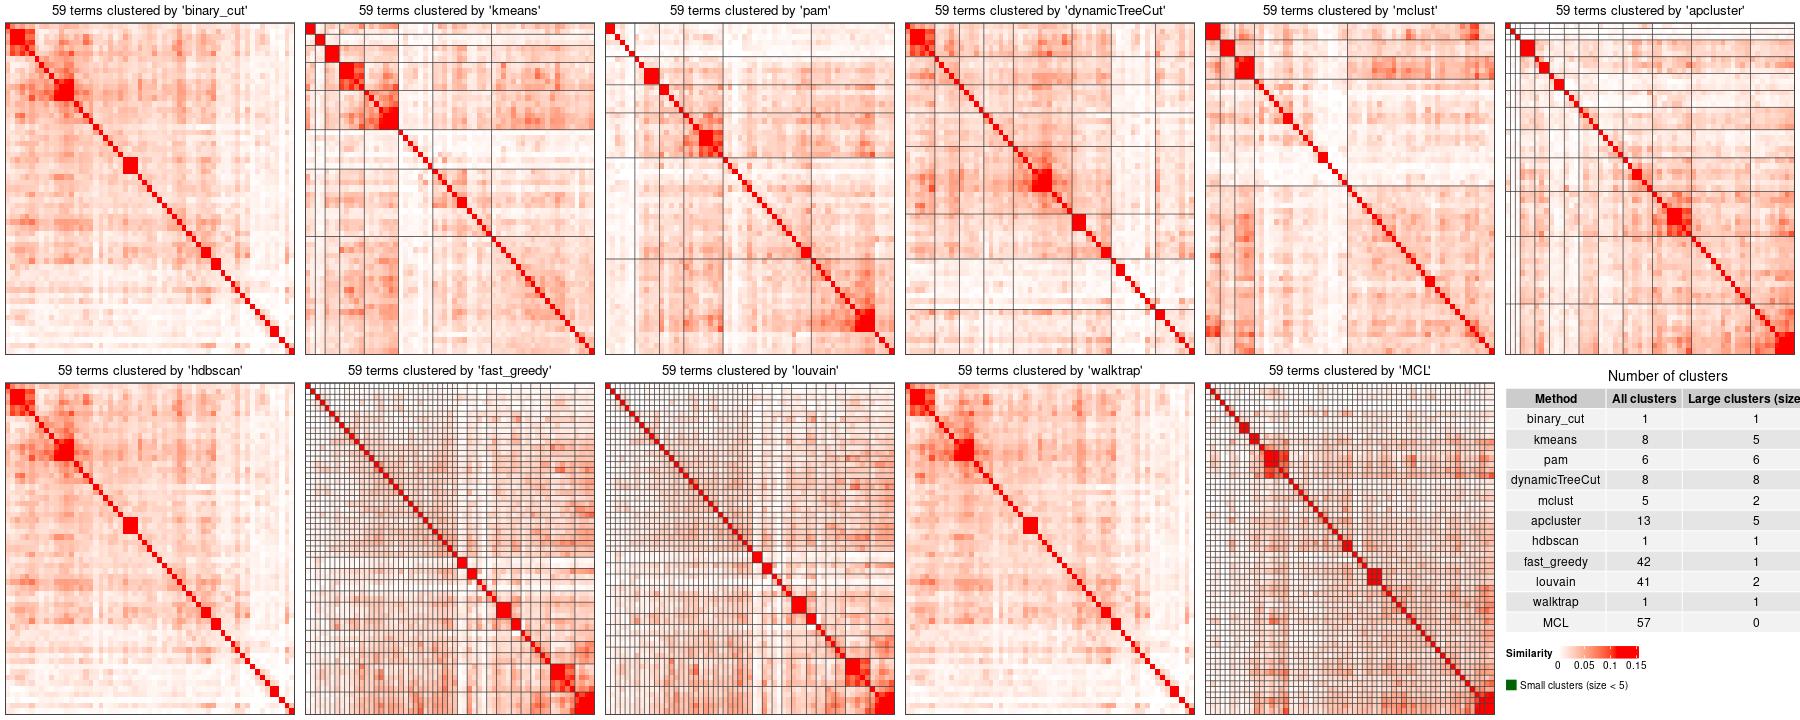 59 terms clustered by 'binary_cut'
59 terms clustered by 'kmeans'
59 terms clustered by 'pam'
59 terms clustered by 'dynamicTreeCut'
59 terms clustered by 'mclust'
59 terms clustered by 'apcluster'
59 terms clustered by 'hdbscan'
59 terms clustered by 'fast_greedy'
59 terms clustered by 'louvain'
59 terms clustered by 'walktrap'
59 terms clustered by 'MCL'
Number of clusters
Method All clusters Large clusters (size
binary_cut 1 1
kmeans 8 5
pam 6 6
dynamicTreeCut 8 8
mclust 5 2
apcluster 13 5
hdbscan 1 1
fast_greedy 42 1
louvain 41 2
walktrap 1 1
MCL 57 0
Similarity
0 0.05 0.1 0.15
Small clusters (size < 5)